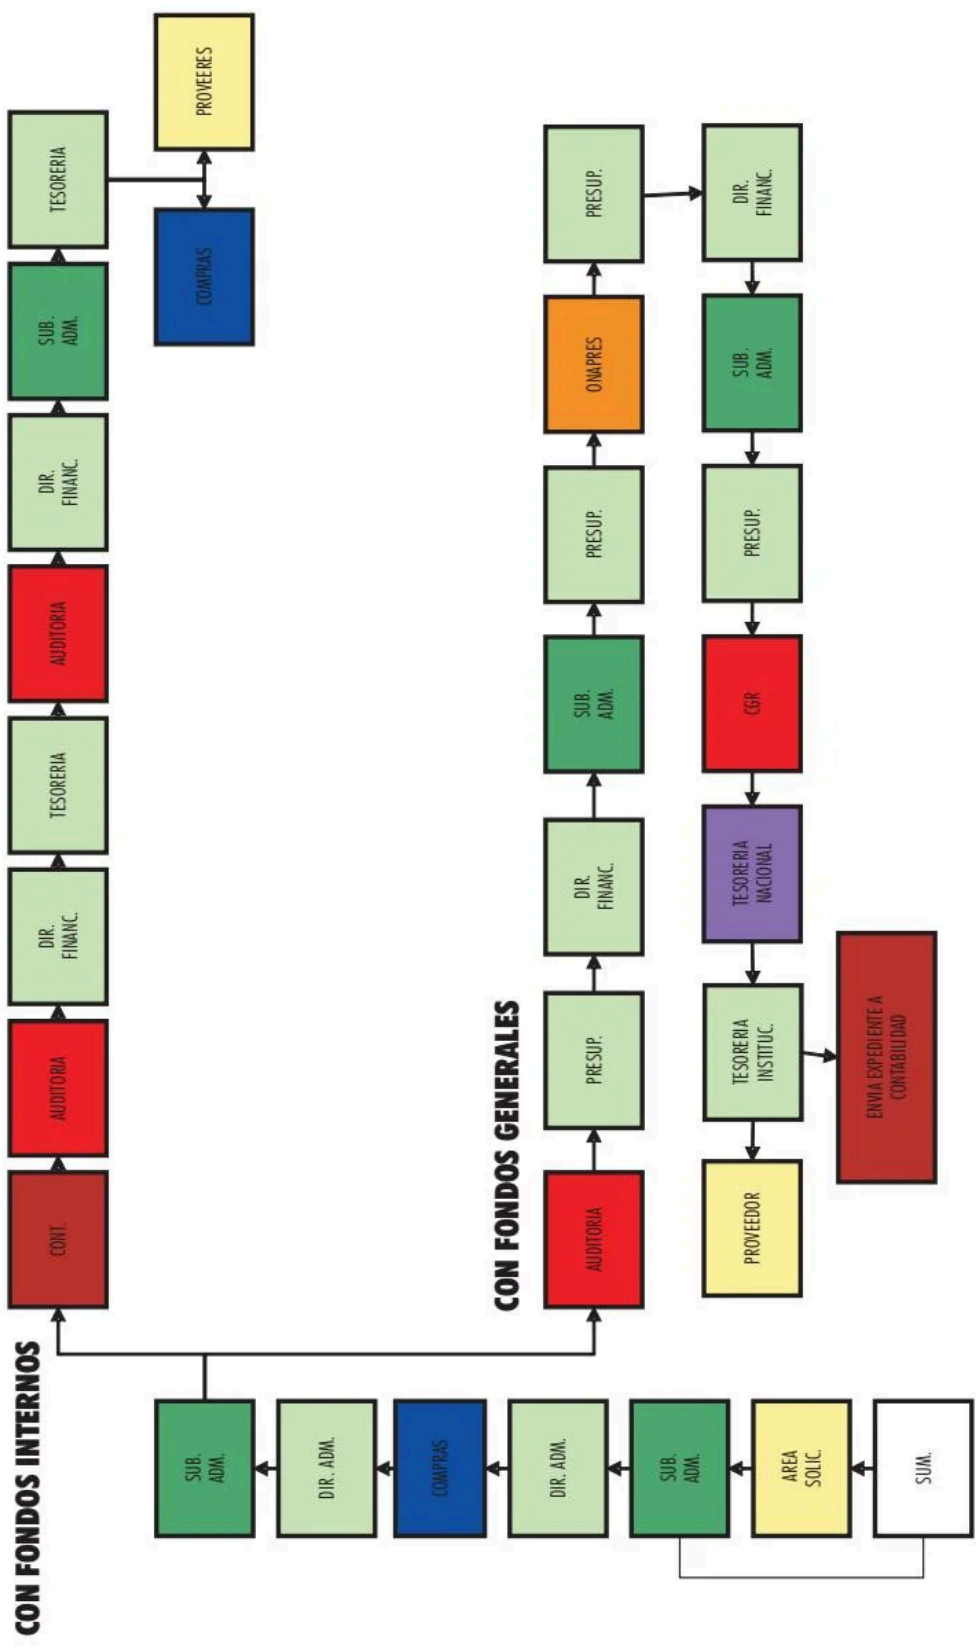 CON FONDOS INTERNOS
CONT.
AUDITORIA
DIR.
FINANC.
TESORERIA
AUDITORIA
DIR.
FINANC.
SUB.
ADM.
TESORERIA
COMPRAS
PROVEERES
SUB.
ADM.
DIR. ADM.
COMPRAS
DIR. ADM.
SUB.
ADM.
AREA
SOLIC.
SUM.
CON FONDOS GENERALES
AUDITORIA
PRESUP.
DIR.
FINANC.
SUB.
ADM.
PRESUP.
ONAPRES
PRESUP.
PROVEEDOR
TESORERIA
INSTITUC.
TESORERIA
NACIONAL
CGR
PRESUP.
SUB.
ADM.
DIR.
FINANC.
ENVIA EXPEDIENTE A
CONTABIUDAD